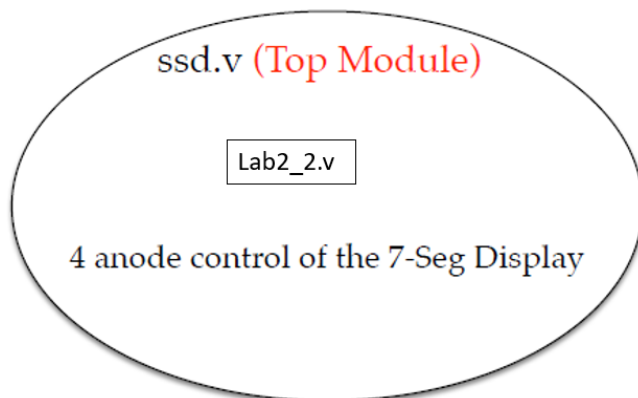 ssd.v (Top Module)
Lab2_2.v
4 anode control of the 7-Seg Display